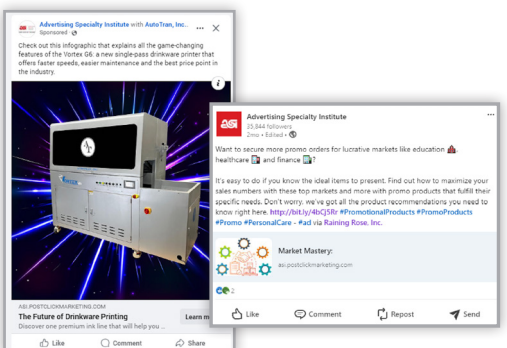 Advertising Specialty Institute with AutoTran, Inc..
Sponsored
Check out this infographic that explains all the game-changing
features of the Vortex G6: a new single-pass drinkware printer that
offers faster speeds, easier maintenance and the best price point in
the industry.
i
ASI.POSTCLICKMARKETING.COM
The Future of Drinkware Printing
Discover one premium ink line that will help you ...
Learn m
Like Comment Share
asi
Advertising Specialty Institute
35,844 followers
2mo • Edited •
Want to secure more promo orders for lucrative markets like education 🏫,
healthcare 🏥 and finance 🏦?
It's easy to do if you know the ideal items to present. Find out how to maximize your
sales numbers with these top markets and more with promo products that fulfill their
specific needs. Don't worry, we've got all the product recommendations you need to
know right here. http://bit.ly/4bCj5Rr #PromotionalProducts #PromoProducts
#Promo #PersonalCare - #ad via Raining Rose, Inc.
Market Mastery:
asi.postclickmarketing.com
2
Like Comment Repost Send